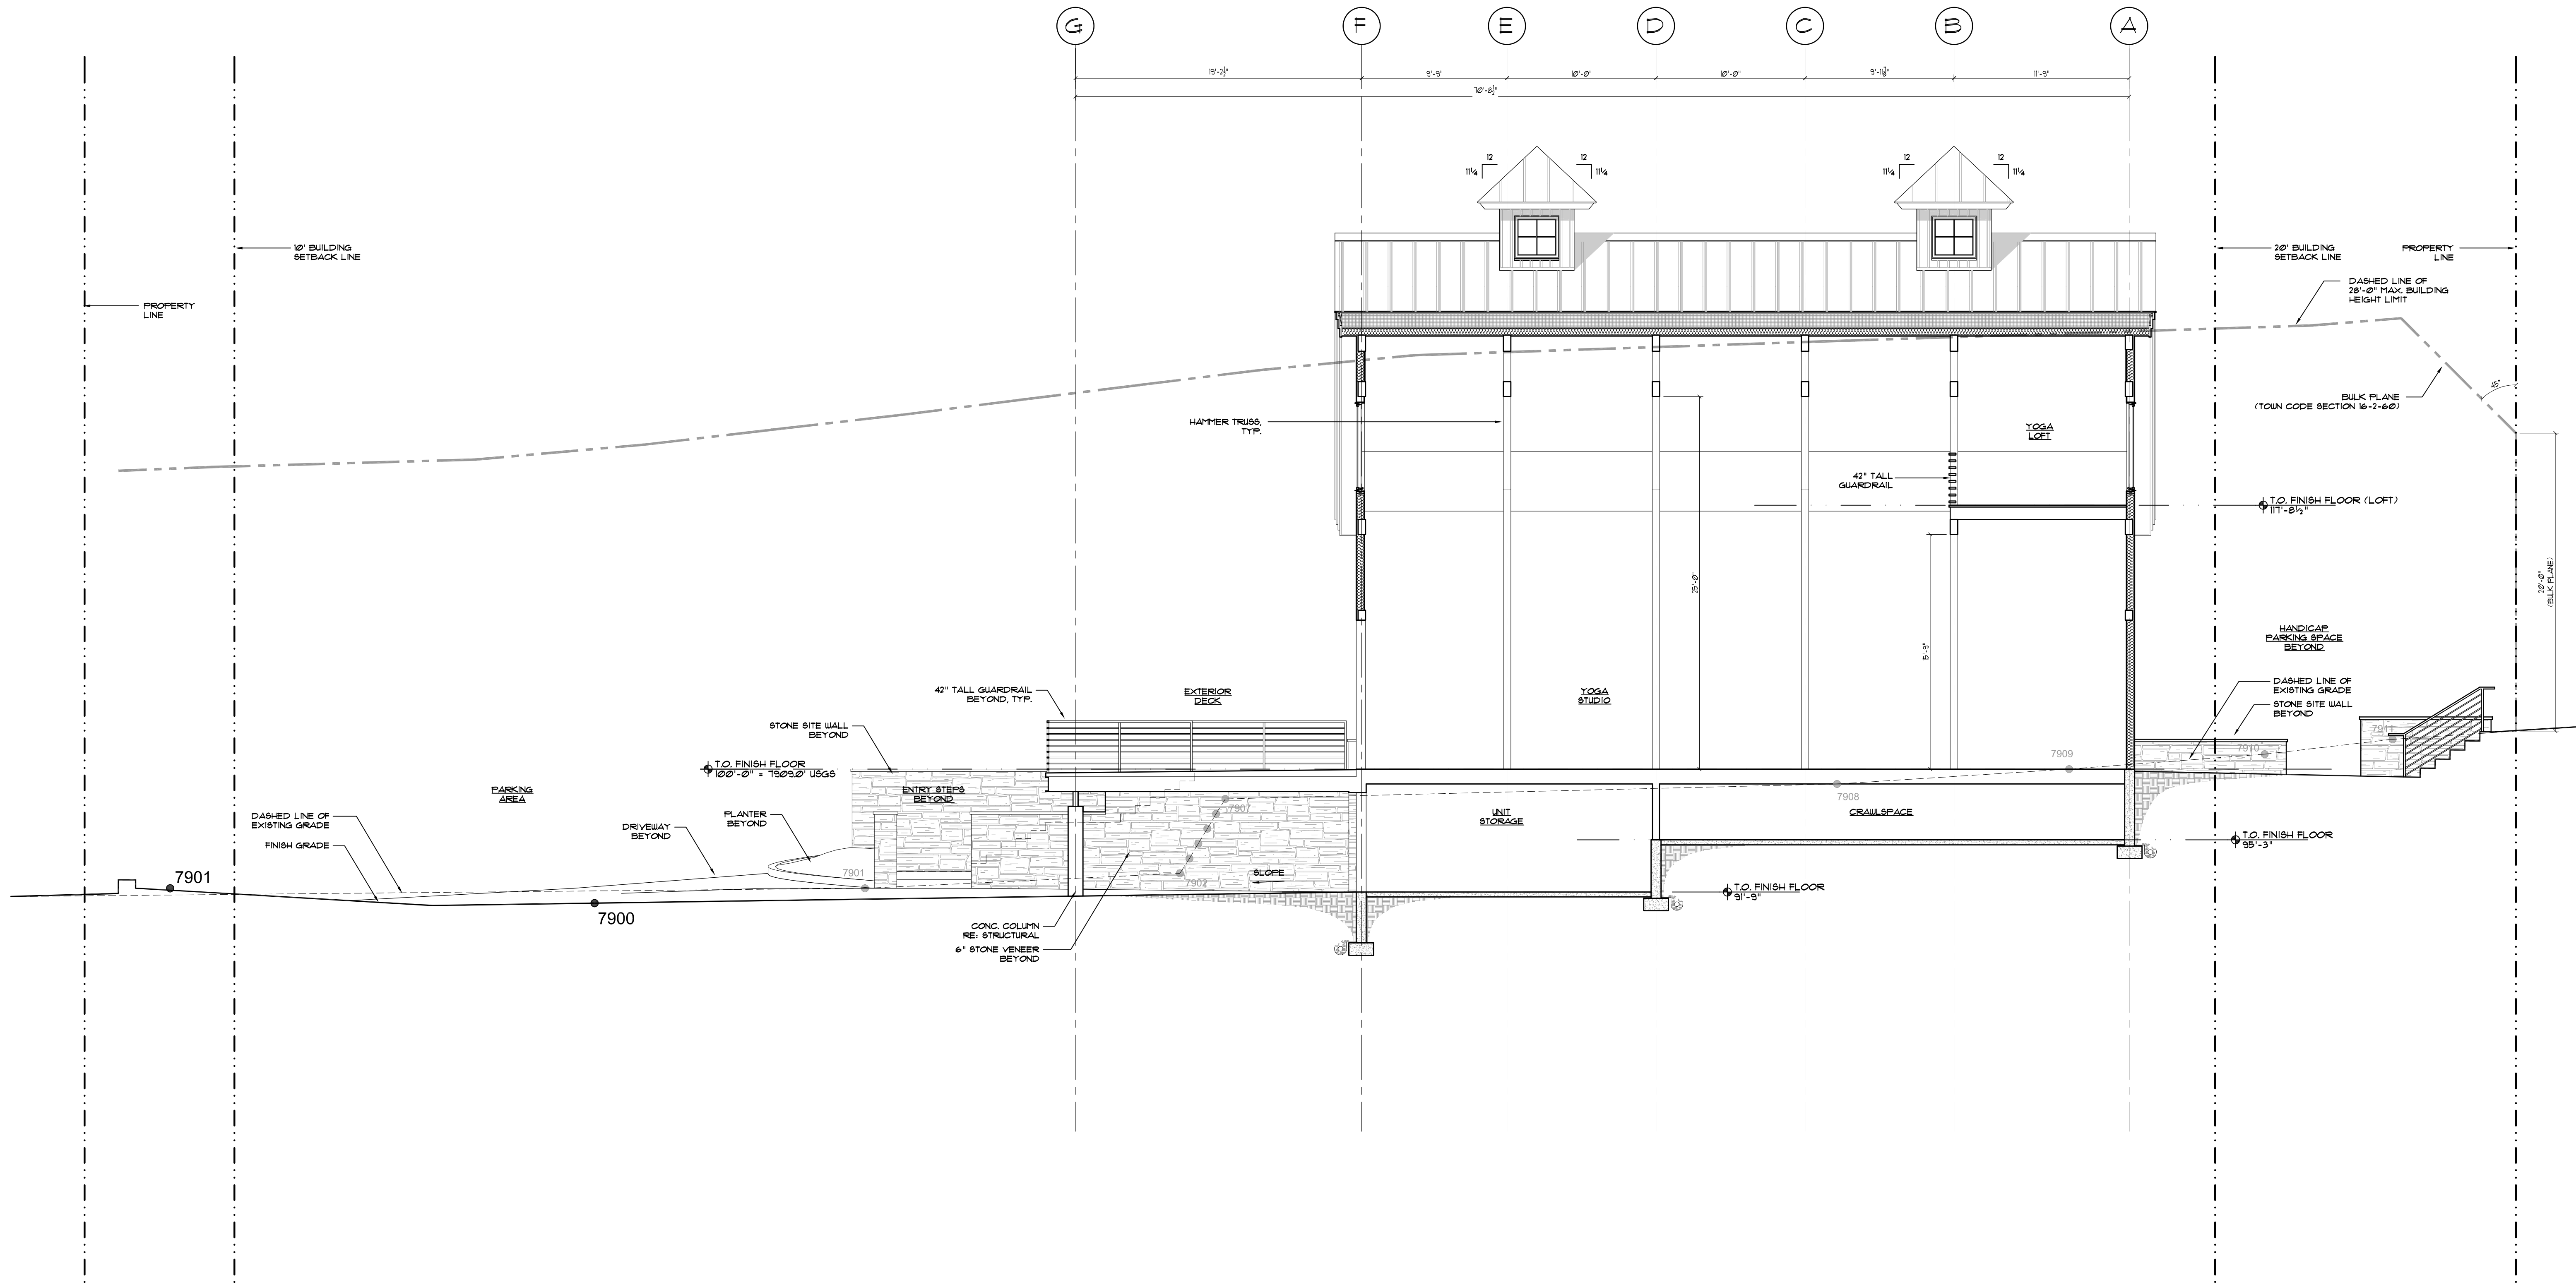 G F E D C B A
19'-2½" 9'-9" 10'-0" 10'-0" 9'-11⅞" 11'-9"
70'-8½"
12 12 12 12
11¼ 11¼ 11¼ 11¼
10' BUILDING
SETBACK LINE
PROPERTY
LINE
20' BUILDING
SETBACK LINE
PROPERTY
LINE
DASHED LINE OF
28'-0" MAX. BUILDING
HEIGHT LIMIT
45°
BULK PLANE
(TOWN CODE SECTION 16-2-60)
HAMMER TRUSS,
TYP.
YOGA
LOFT
42" TALL
GUARDRAIL
T.O. FINISH FLOOR (LOFT)
117'-8½"
25'-0"
15'-9"
20'-0"
(BULK PLANE)
HANDICAP
PARKING SPACE
BEYOND
42" TALL GUARDRAIL
BEYOND, TYP.
EXTERIOR
DECK
YOGA
STUDIO
DASHED LINE OF
EXISTING GRADE
STONE SITE WALL
BEYOND
STONE SITE WALL
BEYOND
7911
7910
7909
T.O. FINISH FLOOR
100'-0" = 7909.0' USGS
PARKING
AREA
ENTRY STEPS
BEYOND
7908
7907
DASHED LINE OF
EXISTING GRADE
PLANTER
BEYOND
DRIVEWAY
BEYOND
UNIT
STORAGE
CRAWLSPACE
FINISH GRADE
T.O. FINISH FLOOR
95'-3"
7901
7901
7902
SLOPE
T.O. FINISH FLOOR
91'-9"
7900
CONC. COLUMN
RE: STRUCTURAL
6" STONE VENEER
BEYOND